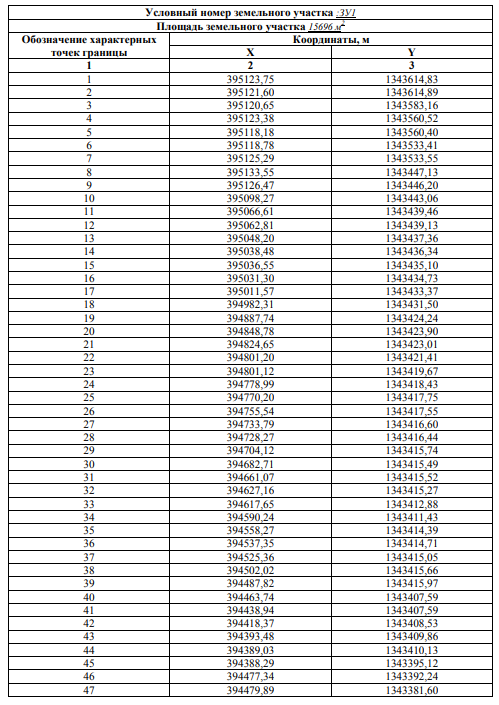 Условный номер земельного участка :ЗУ1
Площадь земельного участка 15696 м²
Обозначение характерных точек границы Координаты, м
X Y
1 2 3
1 395123,75 1343614,83
2 395121,60 1343614,89
3 395120,65 1343583,16
4 395123,38 1343560,52
5 395118,18 1343560,40
6 395118,78 1343533,41
7 395125,29 1343533,55
8 395133,55 1343447,13
9 395126,47 1343446,20
10 395098,27 1343443,06
11 395066,61 1343439,46
12 395062,81 1343439,13
13 395048,20 1343437,36
14 395038,48 1343436,34
15 395036,55 1343435,10
16 395031,30 1343434,73
17 395011,57 1343433,37
18 394982,31 1343431,50
19 394887,74 1343424,24
20 394848,78 1343423,90
21 394824,65 1343423,01
22 394801,20 1343421,41
23 394801,12 1343419,67
24 394778,99 1343418,43
25 394770,20 1343417,75
26 394755,54 1343417,55
27 394733,79 1343416,60
28 394728,27 1343416,44
29 394704,12 1343415,74
30 394682,71 1343415,49
31 394661,07 1343415,52
32 394627,16 1343415,27
33 394617,65 1343412,88
34 394590,24 1343411,43
35 394558,27 1343414,39
36 394537,35 1343414,71
37 394525,36 1343415,05
38 394502,02 1343415,66
39 394487,82 1343415,97
40 394463,74 1343407,59
41 394438,94 1343407,59
42 394418,37 1343408,53
43 394393,48 1343409,86
44 394389,03 1343410,13
45 394388,29 1343395,12
46 394477,34 1343392,24
47 394479,89 1343381,60